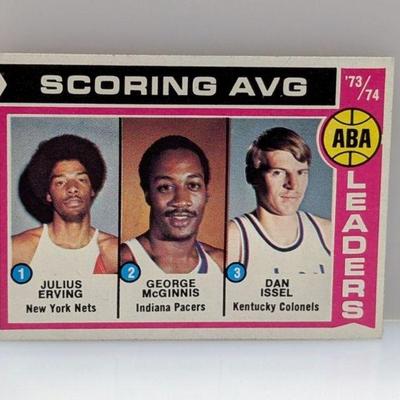 SCORING AVG
'73/74
ABA
LEADERS
1
JULIUS
ERVING
New York Nets
2
GEORGE
McGINNIS
Indiana Pacers
3
DAN
ISSEL
Kentucky Colonels